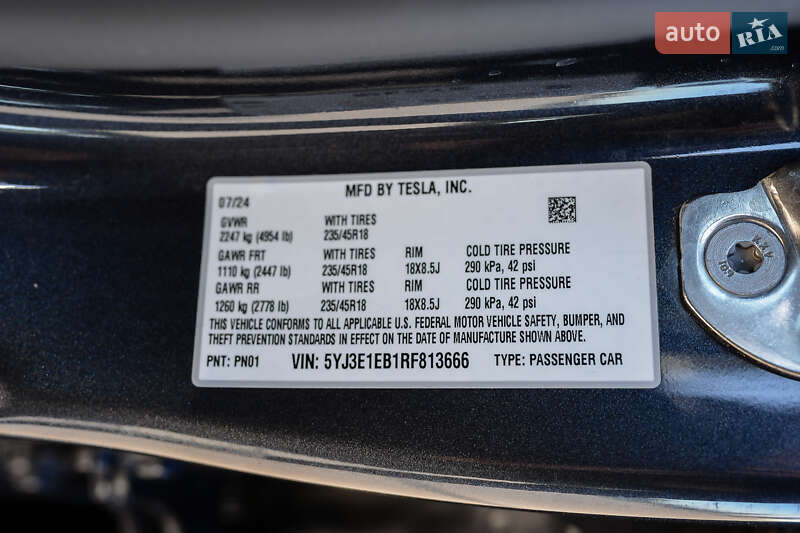 auto RIA.com
MFD BY TESLA, INC.
07/24
GVWR WITH TIRES
2247 kg (4954 lb) 235/45R18
GAWR FRT WITH TIRES RIM COLD TIRE PRESSURE
1110 kg (2447 lb) 235/45R18 18X8.5J 290 kPa, 42 psi
GAWR RR WITH TIRES RIM COLD TIRE PRESSURE
1260 kg (2778 lb) 235/45R18 18X8.5J 290 kPa, 42 psi
THIS VEHICLE CONFORMS TO ALL APPLICABLE U.S. FEDERAL MOTOR VEHICLE SAFETY, BUMPER, AND
THEFT PREVENTION STANDARDS IN EFFECT ON THE DATE OF MANUFACTURE SHOWN ABOVE.
PNT: PN01 VIN: 5YJ3E1EB1RF813666 TYPE: PASSENGER CAR